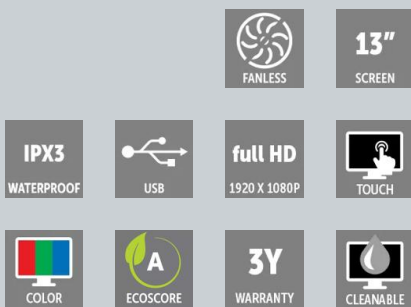 FANLESS
13"
SCREEN
IPX3
WATERPROOF
USB
full HD
1920 X 1080P
TOUCH
COLOR
A
ECOSCORE
3Y
WARRANTY
CLEANABLE